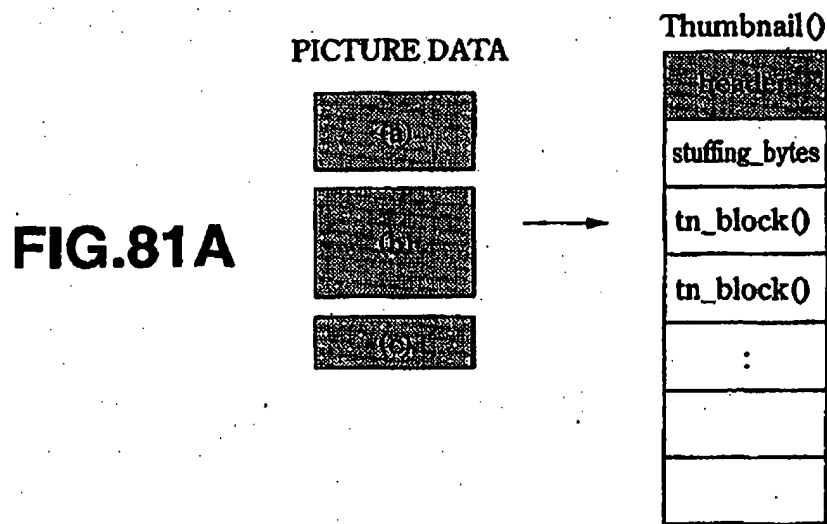 Thumbnail()
PICTURE DATA
header
(a)
stuffing_bytes
FIG.81A
(b)
tn_block()
tn_block()
(c)
: